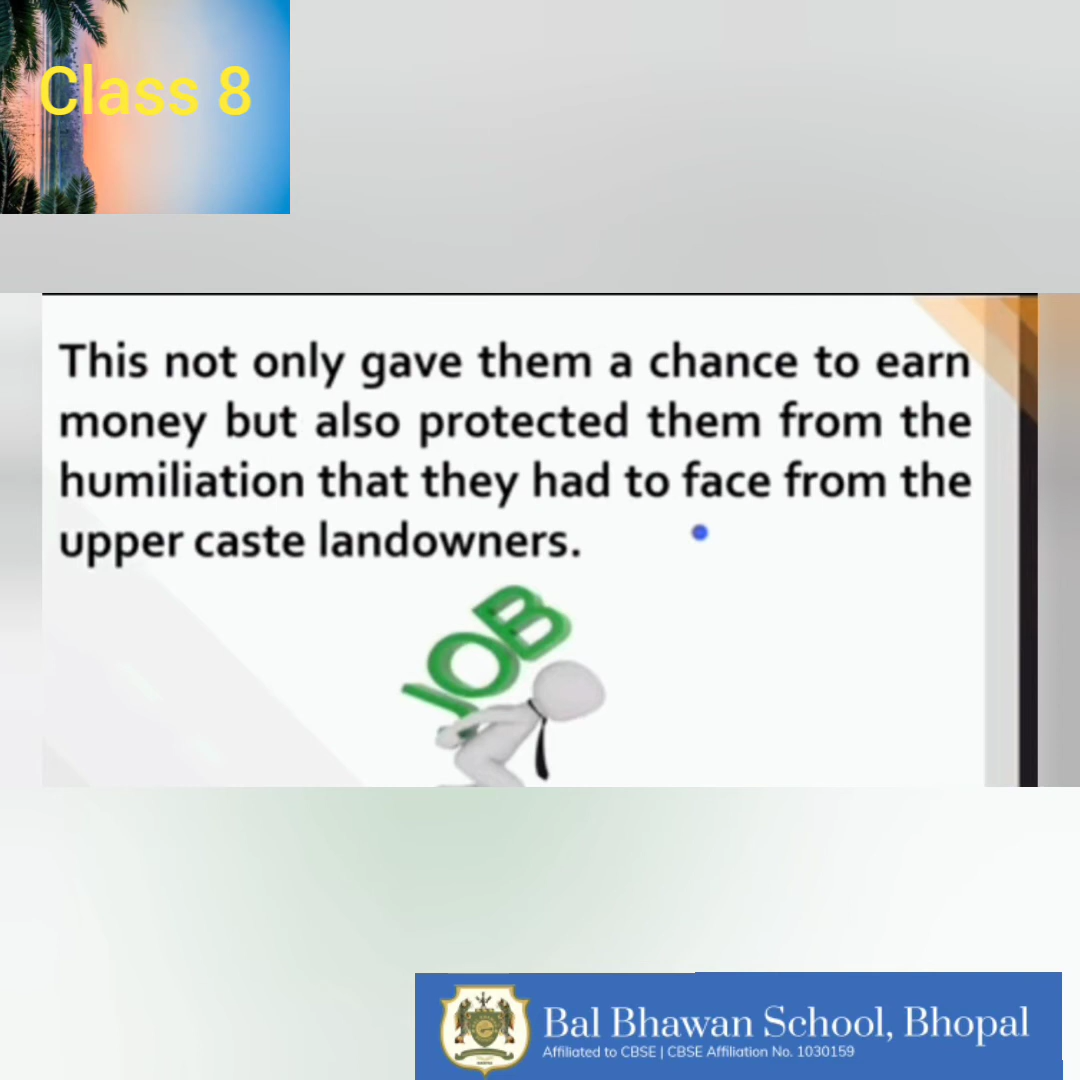 Class 8
This not only gave them a chance to earn
money but also protected them from the
humiliation that they had to face from the
upper caste landowners.
JOB
Bal Bhawan School, Bhopal
Affiliated to CBSE | CBSE Affiliation No. 1030159